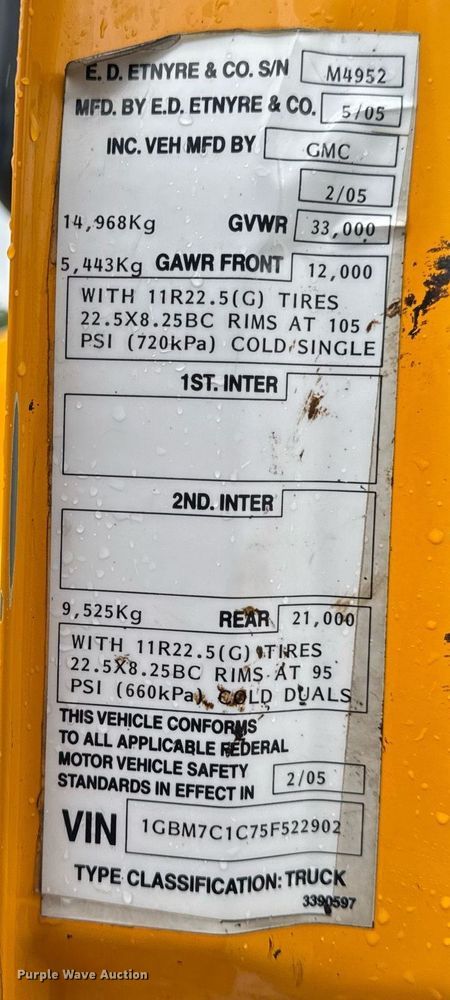 E. D. ETNYRE & CO. S/N M4952
MFD. BY E.D. ETNYRE & CO. 5/05
INC. VEH MFD BY GMC
2/05
14,968Kg GVWR 33,000
5,443Kg GAWR FRONT 12,000
WITH 11R22.5(G) TIRES
22.5X8.25BC RIMS AT 105
PSI (720kPa) COLD SINGLE
1ST. INTER
2ND. INTER
9,525Kg REAR 21,000
WITH 11R22.5(G) TIRES
22.5X8.25BC RIMS AT 95
PSI (660kPa) COLD DUALS
THIS VEHICLE CONFORMS
TO ALL APPLICABLE FEDERAL
MOTOR VEHICLE SAFETY
STANDARDS IN EFFECT IN 2/05
VIN 1GBM7C1C75F522902
TYPE CLASSIFICATION: TRUCK
3390597
Purple Wave Auction